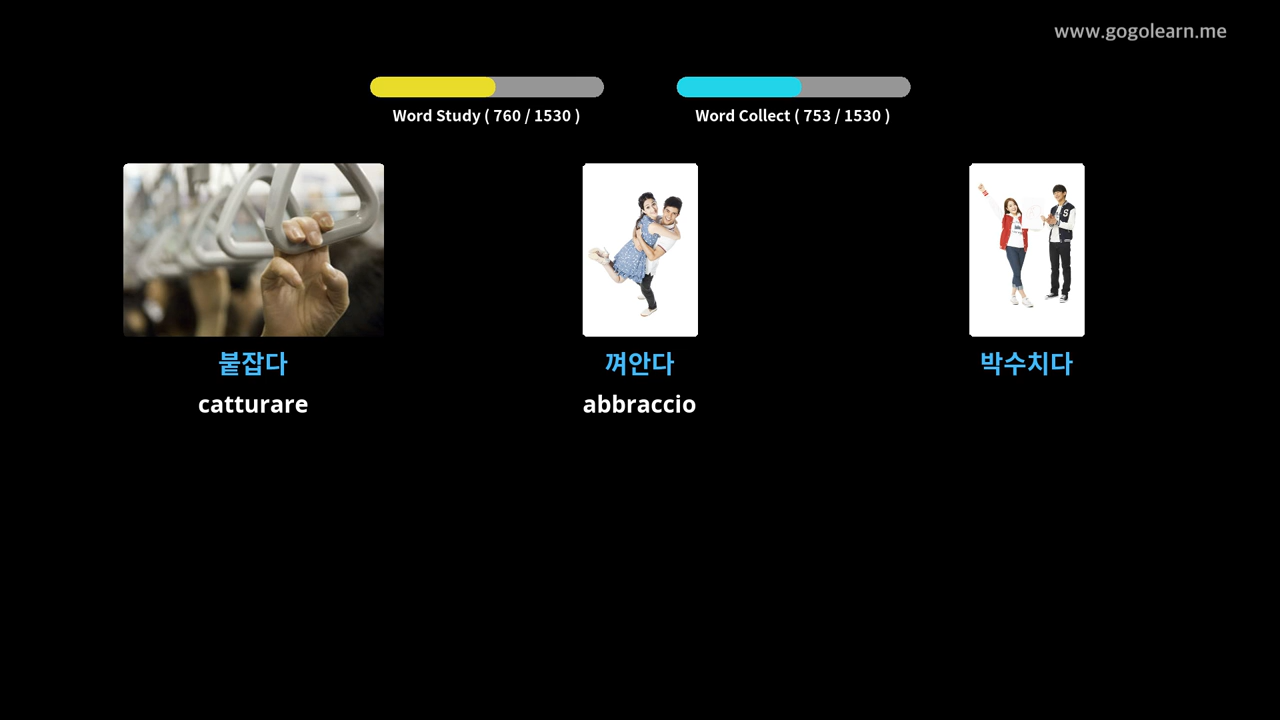 www.gogolearn.me
Word Study ( 760 / 1530 )
Word Collect ( 753 / 1530 )
붙잡다
껴안다
박수치다
catturare
abbraccio